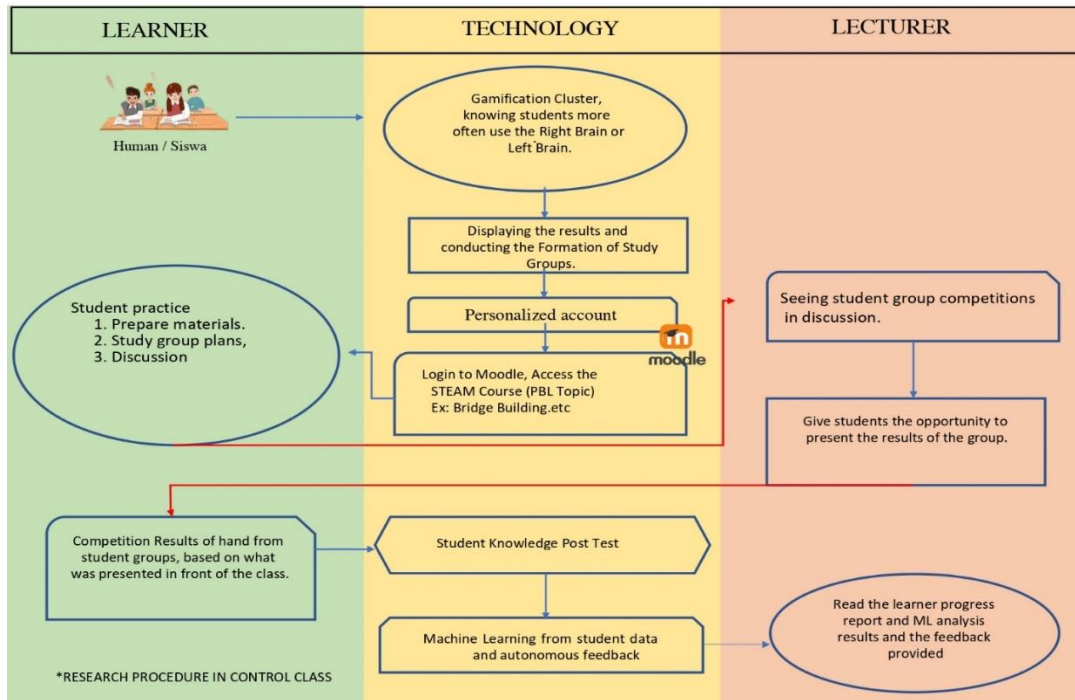 LEARNER
TECHNOLOGY
LECTURER
Human / Siswa
Gamification Cluster,
knowing students more
often use the Right Brain or
Left Brain.
Displaying the results and
conducting the Formation of Study
Groups.
Personalized account
moodle
Login to Moodle, Access the
STEAM Course (PBL Topic)
Ex: Bridge Building.etc
Student practice
1. Prepare materials.
2. Study group plans,
3. Discussion
Seeing student group competitions
in discussion.
Give students the opportunity to
present the results of the group.
Competition Results of hand from
student groups, based on what
was presented in front of the class.
Student Knowledge Post Test
Machine Learning from student data
and autonomous feedback
Read the learner progress
report and ML analysis
results and the feedback
provided
*RESEARCH PROCEDURE IN CONTROL CLASS